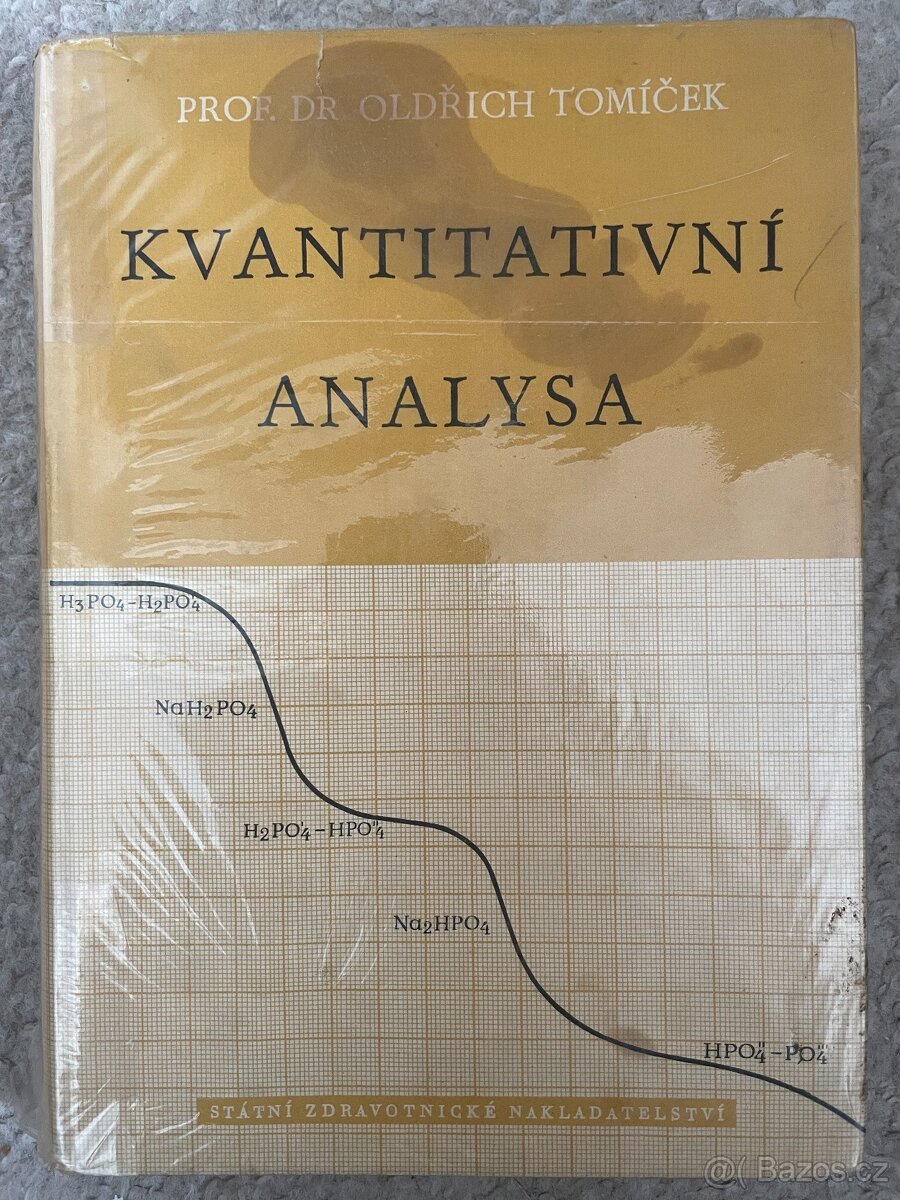 PROF. DR OLDŘICH TOMÍČEK
KVANTITATIVNÍ
ANALYSA
H₃PO₄-H₂PO₄'
NaH₂PO₄
H₂PO₄'-HPO₄''
Na₂HPO₄
HPO₄''-PO₄'''
STÁTNÍ ZDRAVOTNICKÉ NAKLADATELSTVÍ
@( Bazos.cz